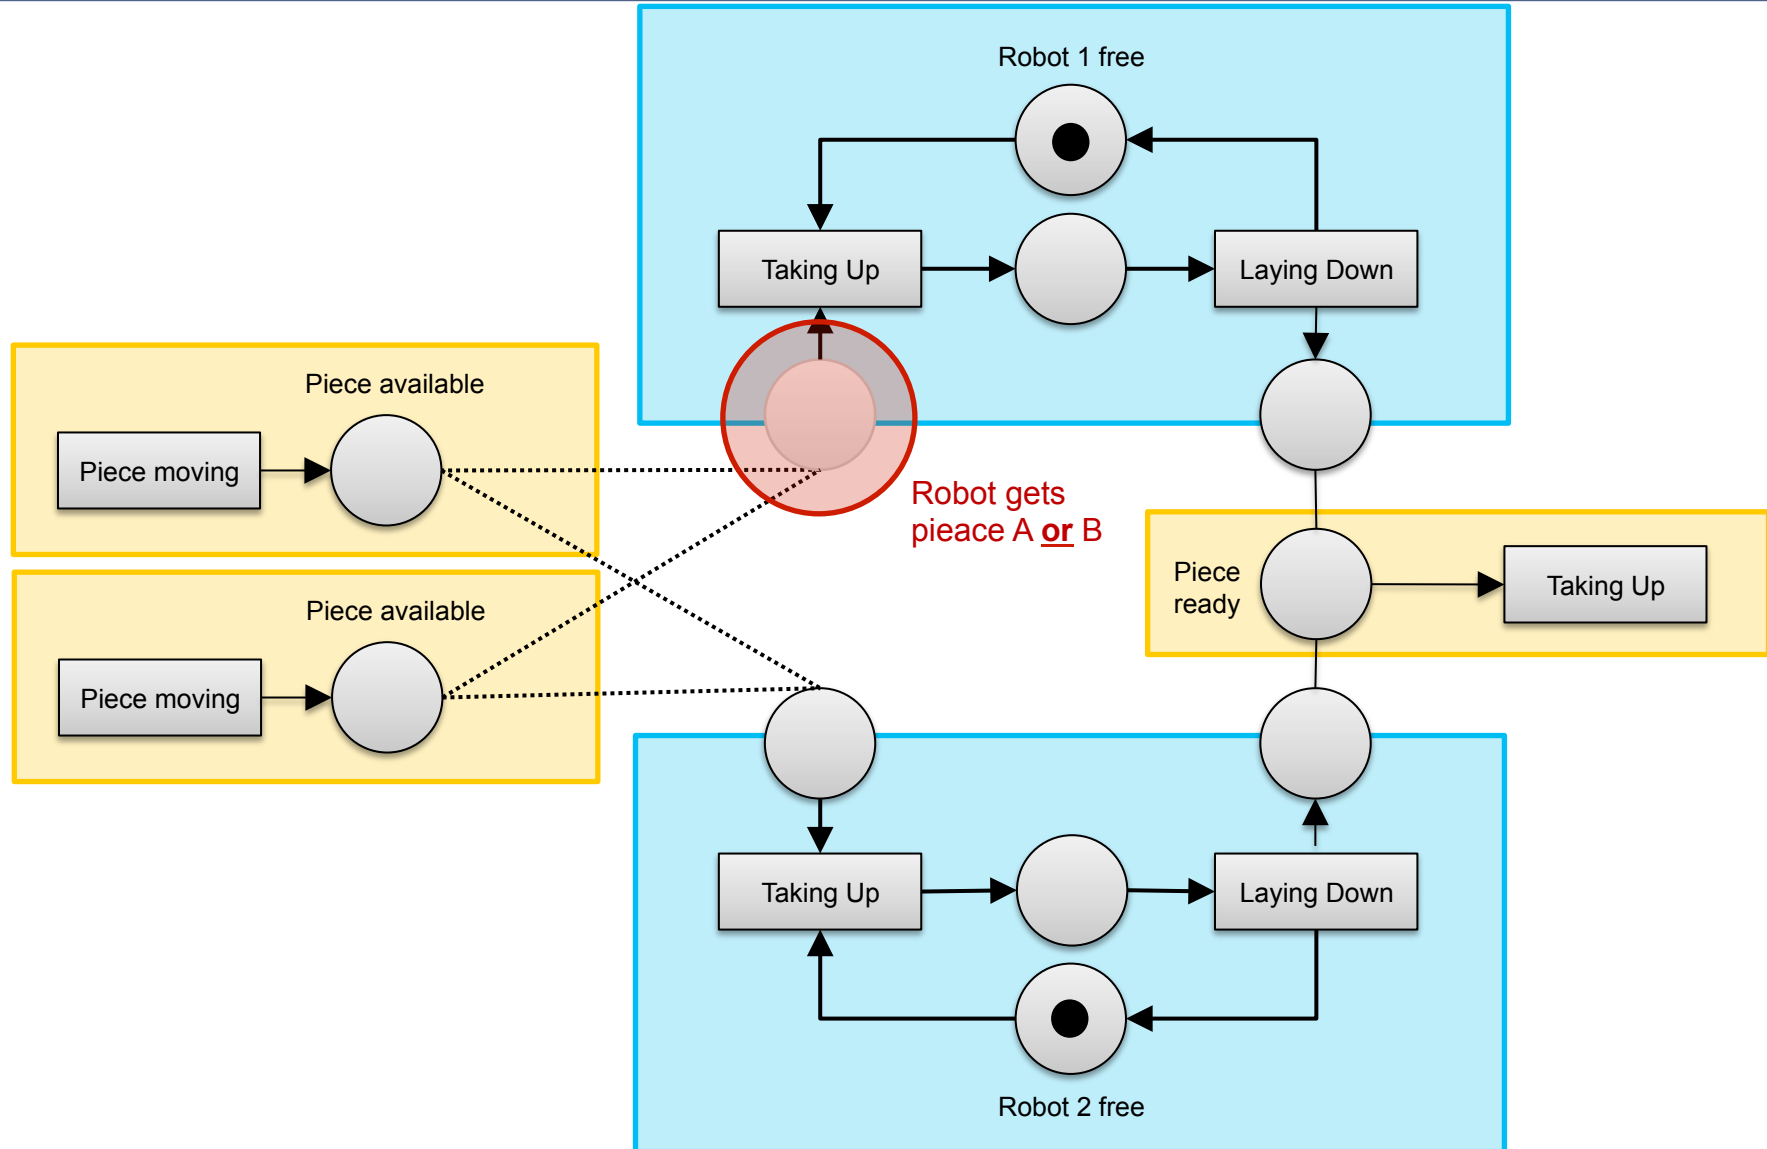 Robot 1 free
Taking Up
Laying Down
Piece available
Piece moving
Robot gets
pieace A or B
Piece
ready
Taking Up
Piece available
Piece moving
Taking Up
Laying Down
Robot 2 free